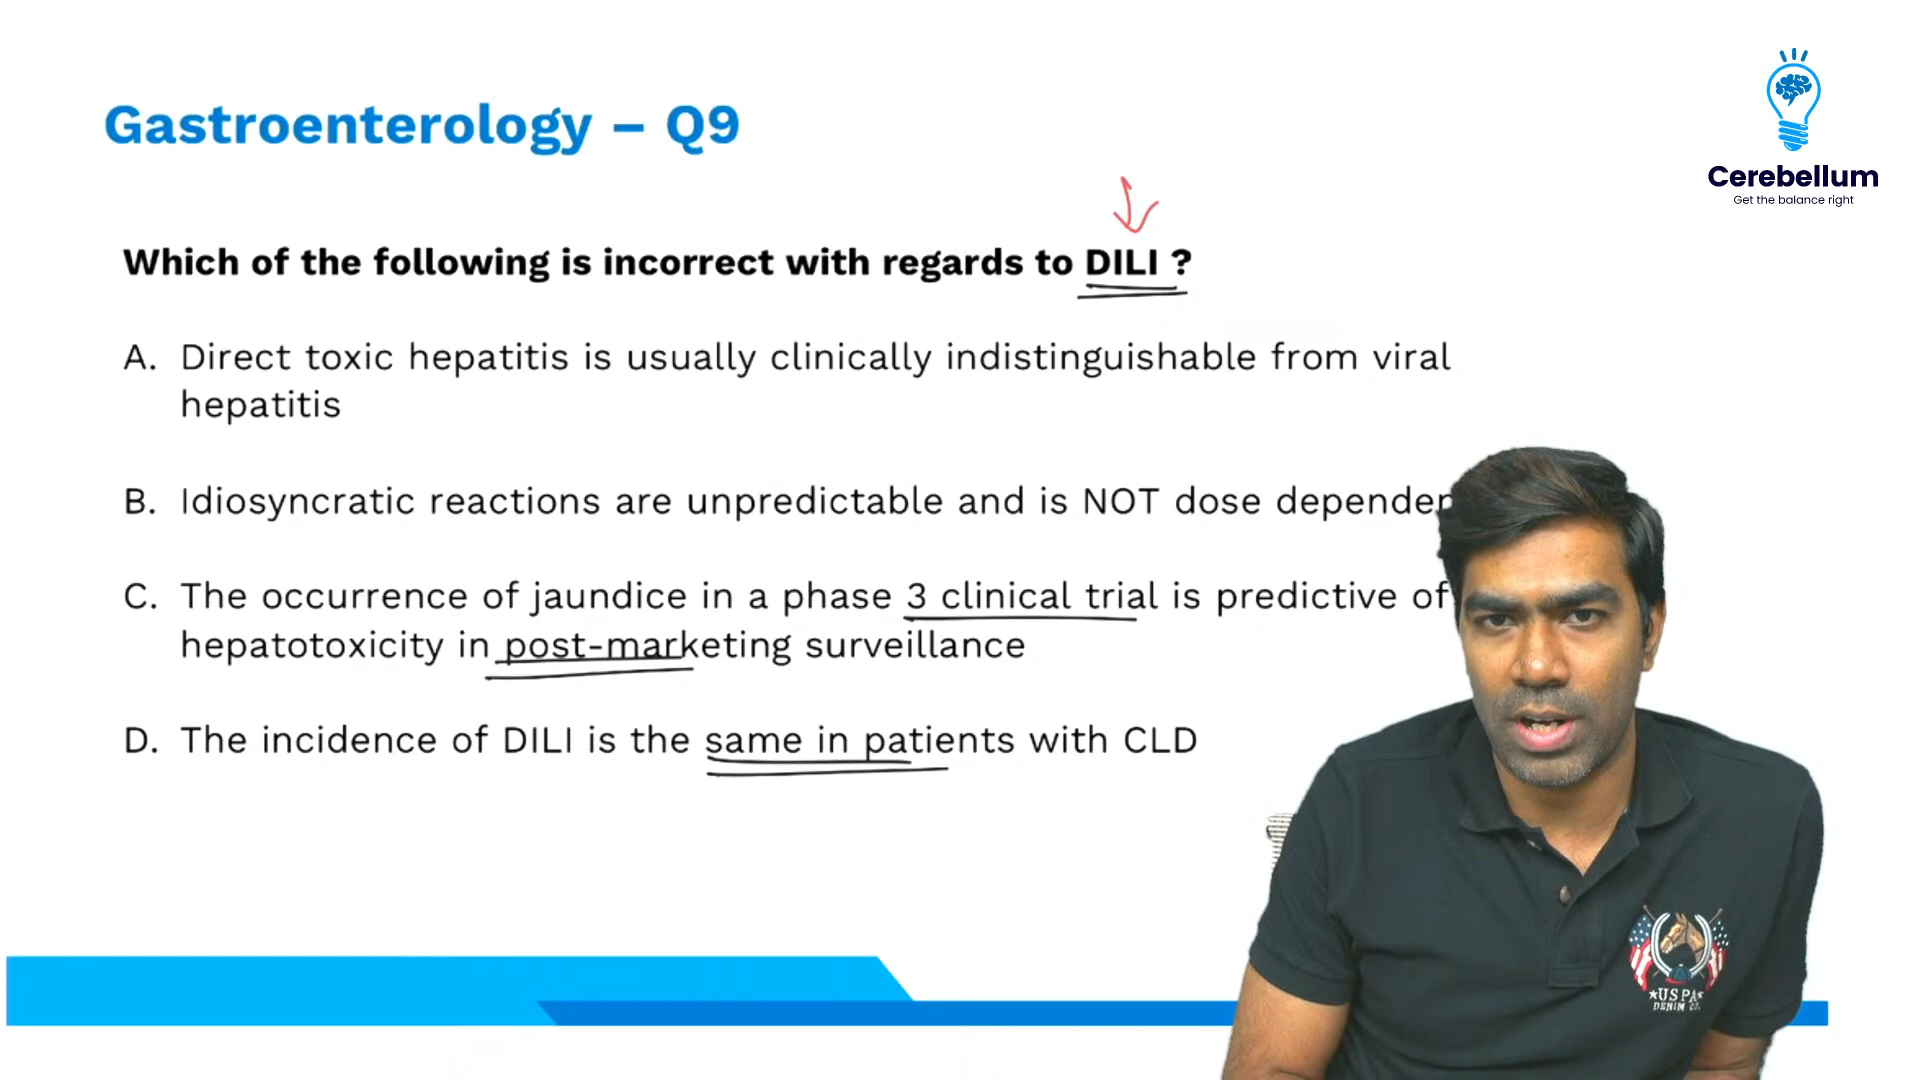 Gastroenterology – Q9
Cerebellum
Get the balance right
Which of the following is incorrect with regards to DILI ?
A. Direct toxic hepatitis is usually clinically indistinguishable from viral
hepatitis
B. Idiosyncratic reactions are unpredictable and is NOT dose
C. The occurrence of jaundice in a phase 3 clinical trial is predictive of
hepatotoxicity in post-marketing surveillance
D. The incidence of DILI is the same in patients with CLD
USPA
DENIM CO.